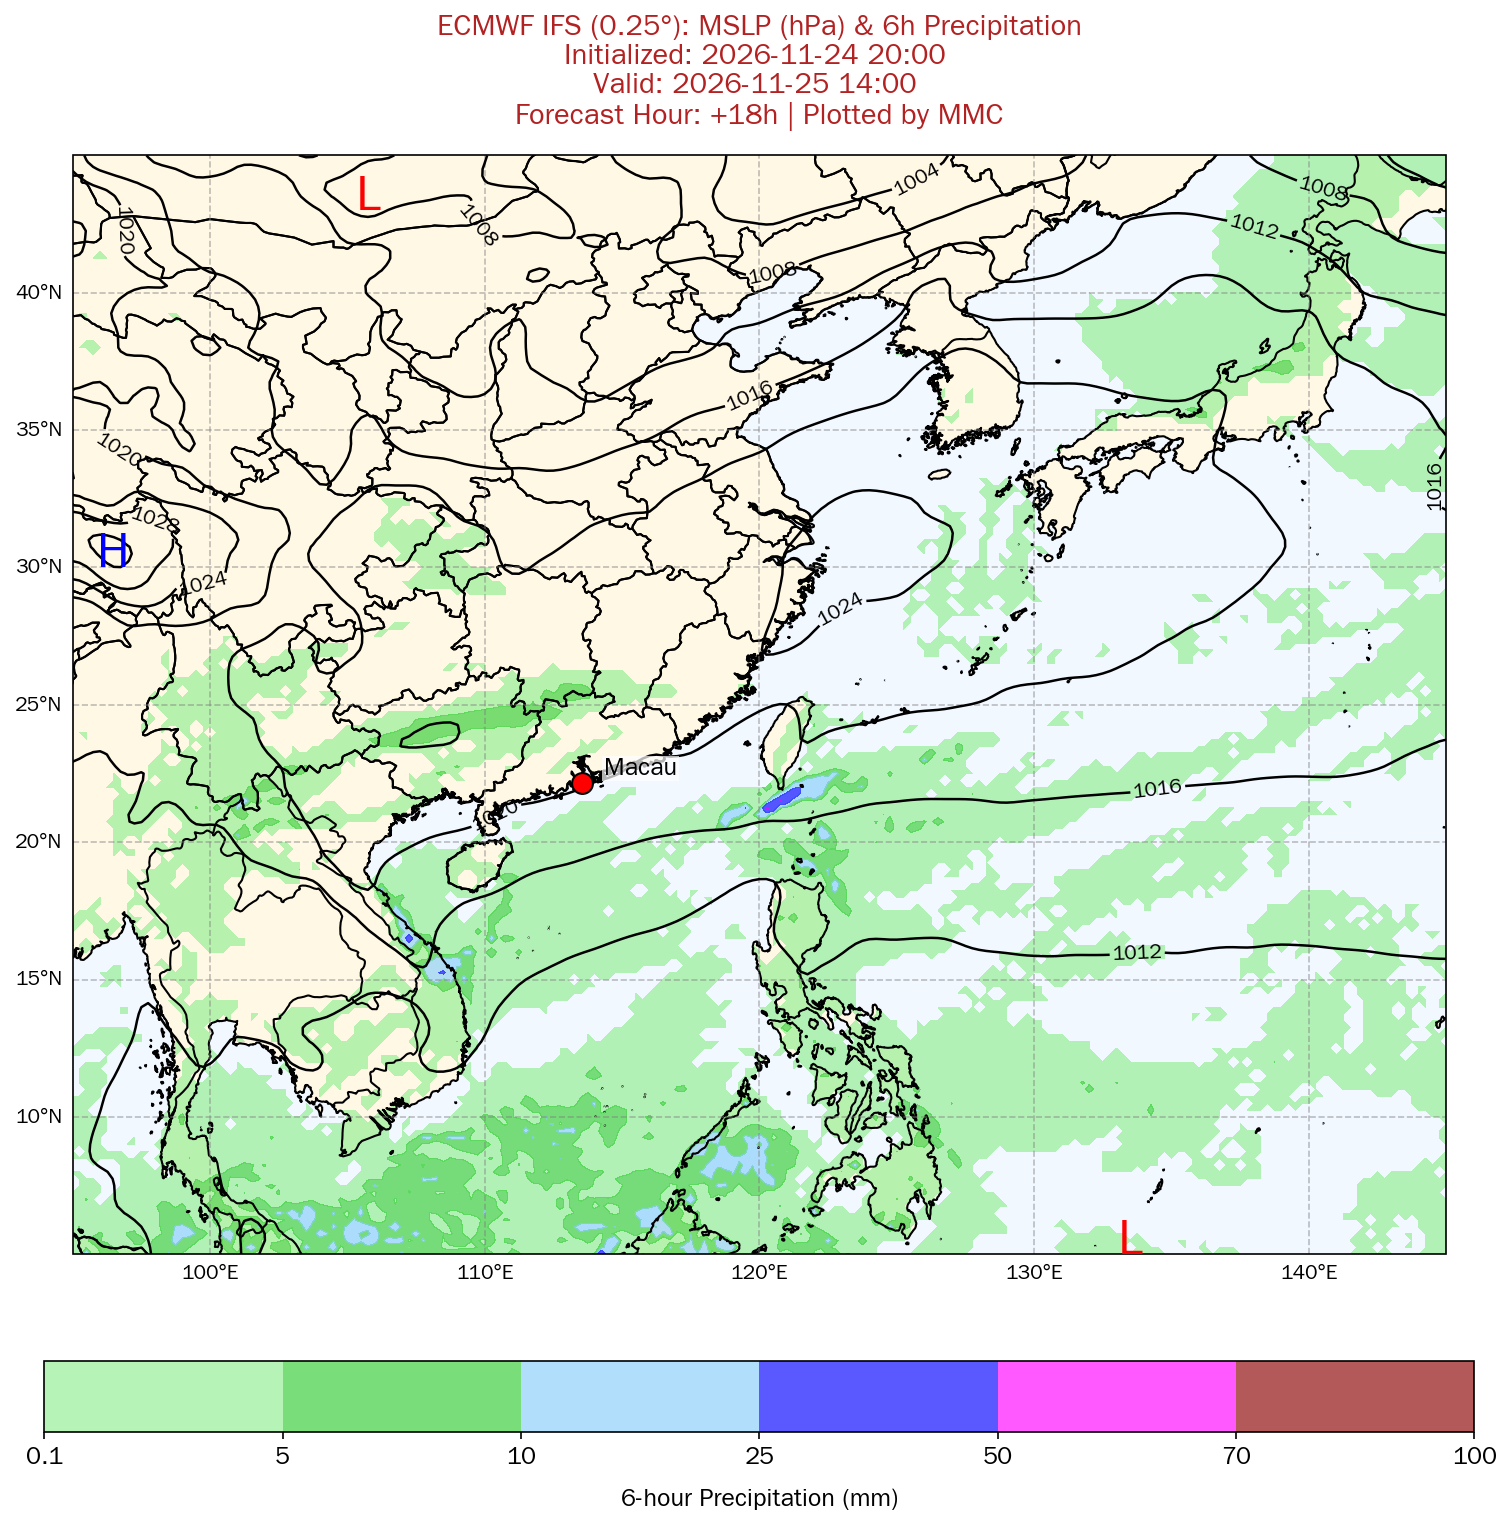 ECMWF IFS (0.25°): MSLP (hPa) & 6h Precipitation
Initialized: 2026-11-24 20:00
Valid: 2026-11-25 14:00
Forecast Hour: +18h | Plotted by MMC
L
1004
1008
1020
1008
1012
1008
40°N
1016
35°N
1020
1016
1028
H
30°N
1024
1024
25°N
Macau
1016
20°N
1012
15°N
10°N
L
100°E 110°E 120°E 130°E 140°E
0.1 5 10 25 50 70 100
6-hour Precipitation (mm)